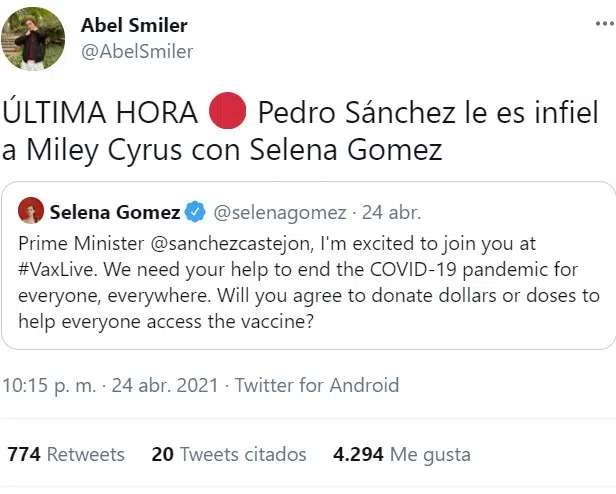 Abel Smiler
@AbelSmiler
ÚLTIMA HORA 🔴 Pedro Sánchez le es infiel
a Miley Cyrus con Selena Gomez
Selena Gomez @selenagomez · 24 abr.
Prime Minister @sanchezcastejon, I'm excited to join you at
#VaxLive. We need your help to end the COVID-19 pandemic for
everyone, everywhere. Will you agree to donate dollars or doses to
help everyone access the vaccine?
10:15 p. m. · 24 abr. 2021 · Twitter for Android
774 Retweets 20 Tweets citados 4.294 Me gusta